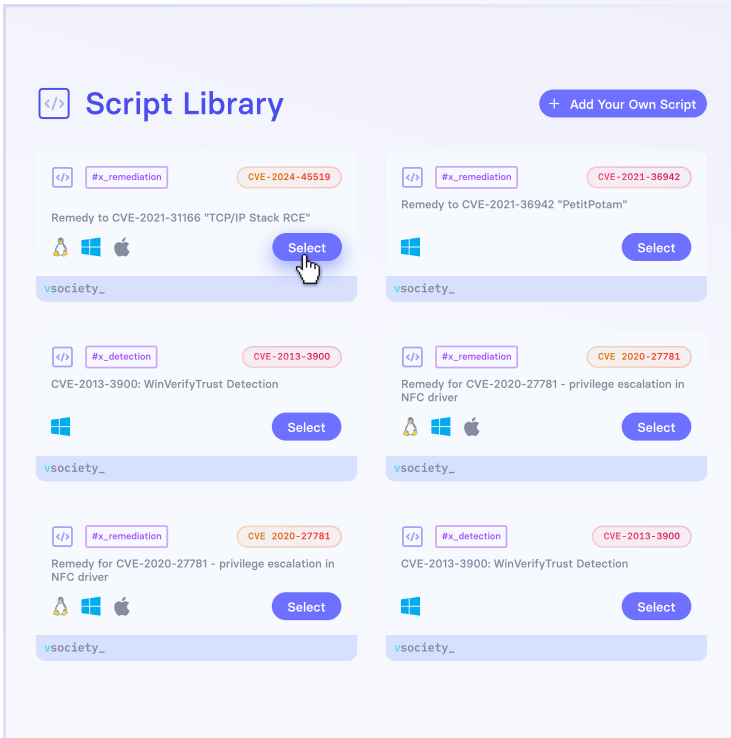 </> Script Library
+ Add Your Own Script
</> #x_remediation CVE-2024-45519
Remedy to CVE-2021-31166 "TCP/IP Stack RCE"
Select
vsociety_
</> #x_remediation CVE-2021-36942
Remedy to CVE-2021-36942 "PetitPotam"
Select
vsociety_
</> #x_detection CVE-2013-3900
CVE-2013-3900: WinVerifyTrust Detection
Select
vsociety_
</> #x_remediation CVE 2020-27781
Remedy for CVE-2020-27781 - privilege escalation in
NFC driver
Select
vsociety_
</> #x_remediation CVE 2020-27781
Remedy for CVE-2020-27781 - privilege escalation in
NFC driver
Select
vsociety_
</> #x_detection CVE-2013-3900
CVE-2013-3900: WinVerifyTrust Detection
Select
vsociety_